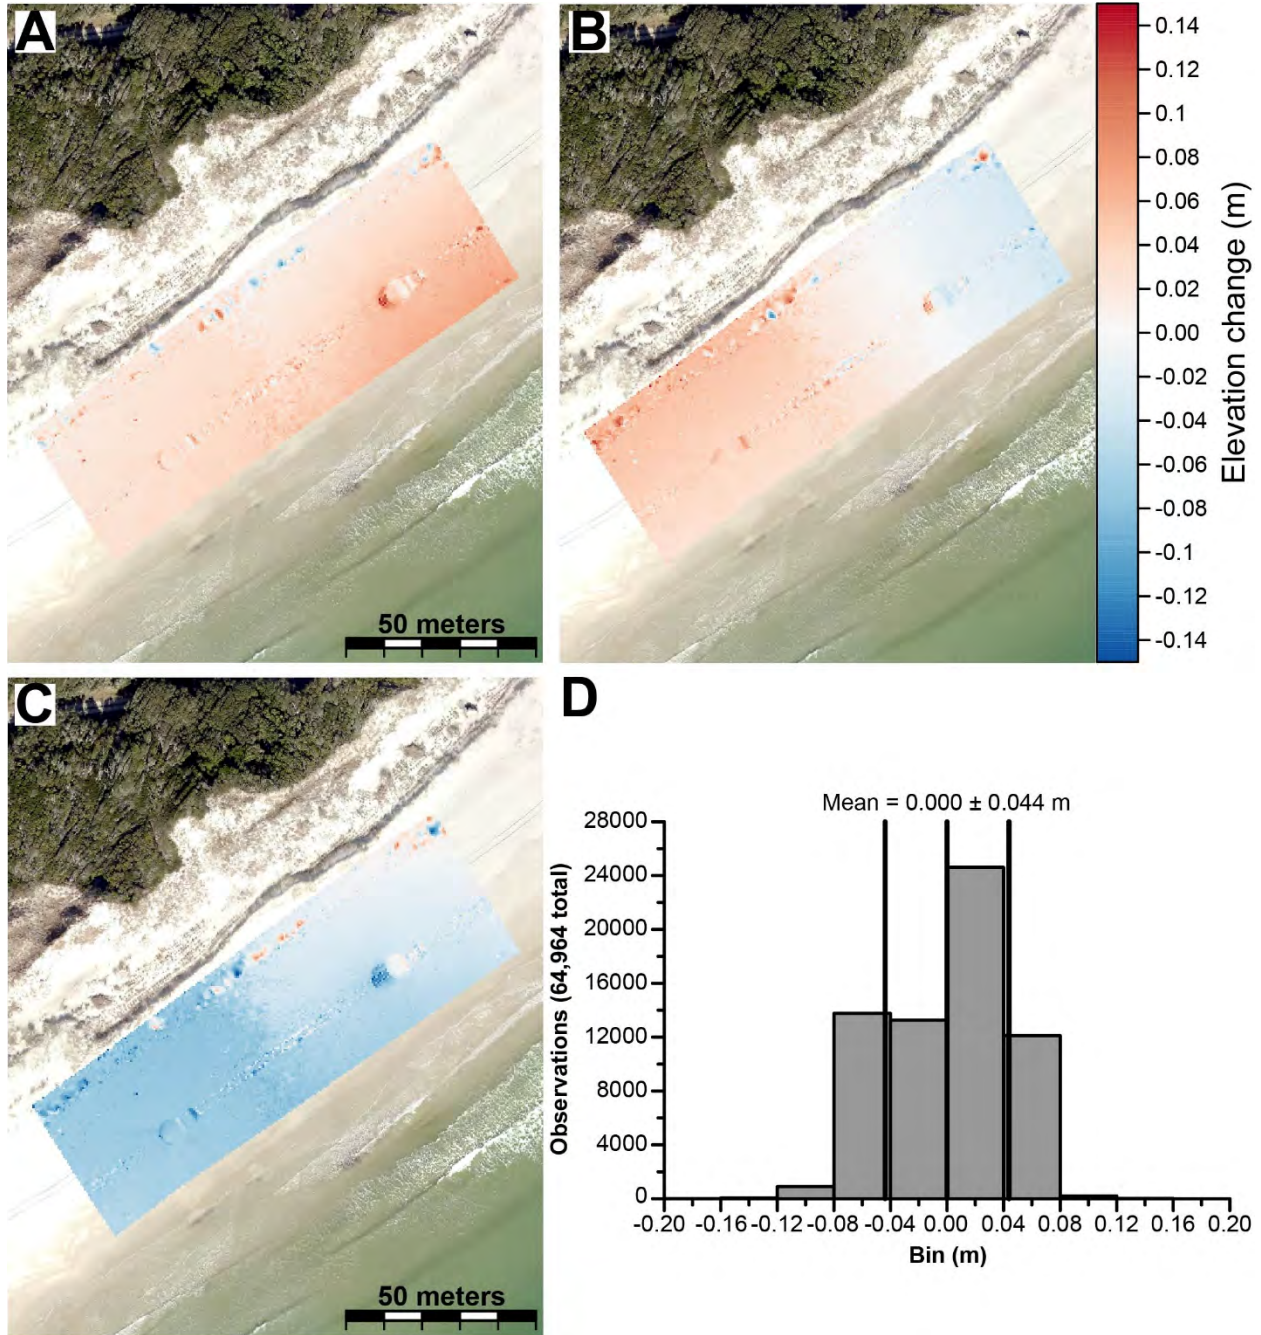 A
B
0.14
0.12
0.10
0.08
0.06
0.04
0.02
0.00
-0.02
-0.04
-0.06
-0.08
-0.1
-0.12
-0.14
Elevation change (m)
50 meters
C
50 meters
D
Mean = 0.000 ± 0.044 m
28000
24000
20000
16000
12000
8000
4000
0
Observations (64,964 total)
-0.20 -0.16 -0.12 -0.08 -0.04 0.00 0.04 0.08 0.12 0.16 0.20
Bin (m)